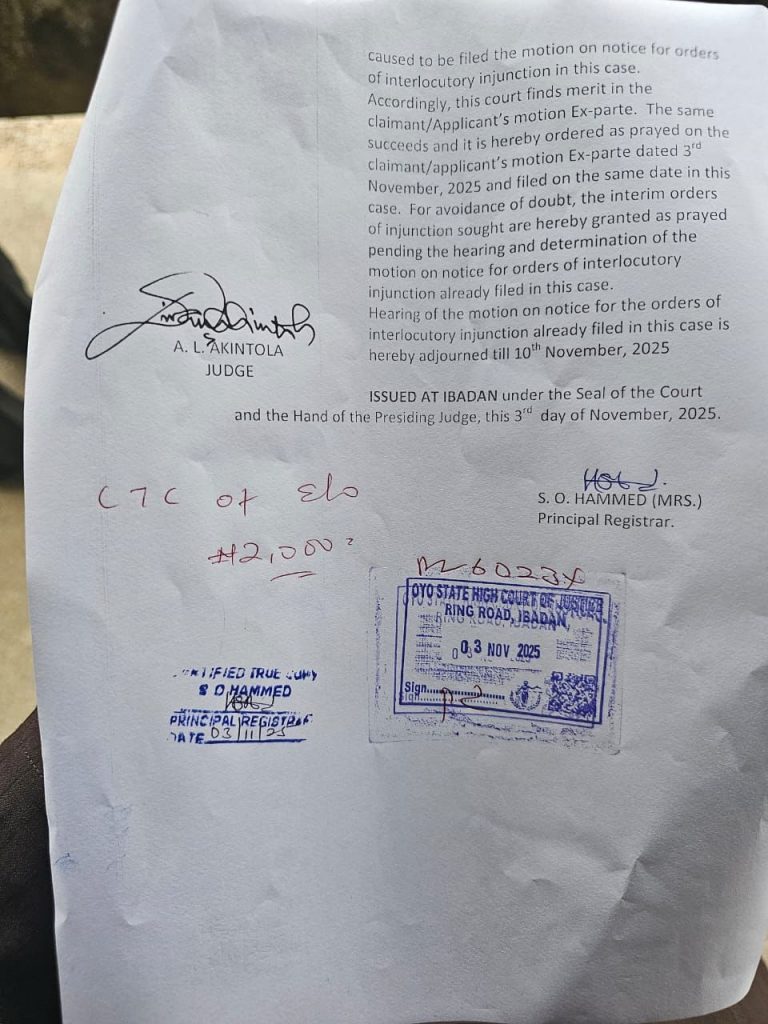 caused to be filed the motion on notice for orders
of interlocutory injunction in this case.
Accordingly, this court finds merit in the
claimant/Applicant's motion Ex-parte. The same
succeeds and it is hereby ordered as prayed on the
claimant/applicant's motion Ex-parte dated 3rd
November, 2025 and filed on the same date in this
case. For avoidance of doubt, the interim orders
of injunction sought are hereby granted as prayed
pending the hearing and determination of the
motion on notice for orders of interlocutory
injunction already filed in this case.
Hearing of the motion on notice for the orders of
interlocutory injunction already filed in this case is
hereby adjourned till 10th November, 2025
A. L. AKINTOLA
JUDGE
ISSUED AT IBADAN under the Seal of the Court
and the Hand of the Presiding Judge, this 3rd day of November, 2025.
S. O. HAMMED (MRS.)
Principal Registrar.
CTC of
₦2,000
OYO STATE HIGH COURT OF JUSTICE
RING ROAD, IBADAN,
03 NOV 2025
Sign
CERTIFIED TRUE COPY
S O HAMMED
PRINCIPAL REGISTRAR
DATE 03/11/25